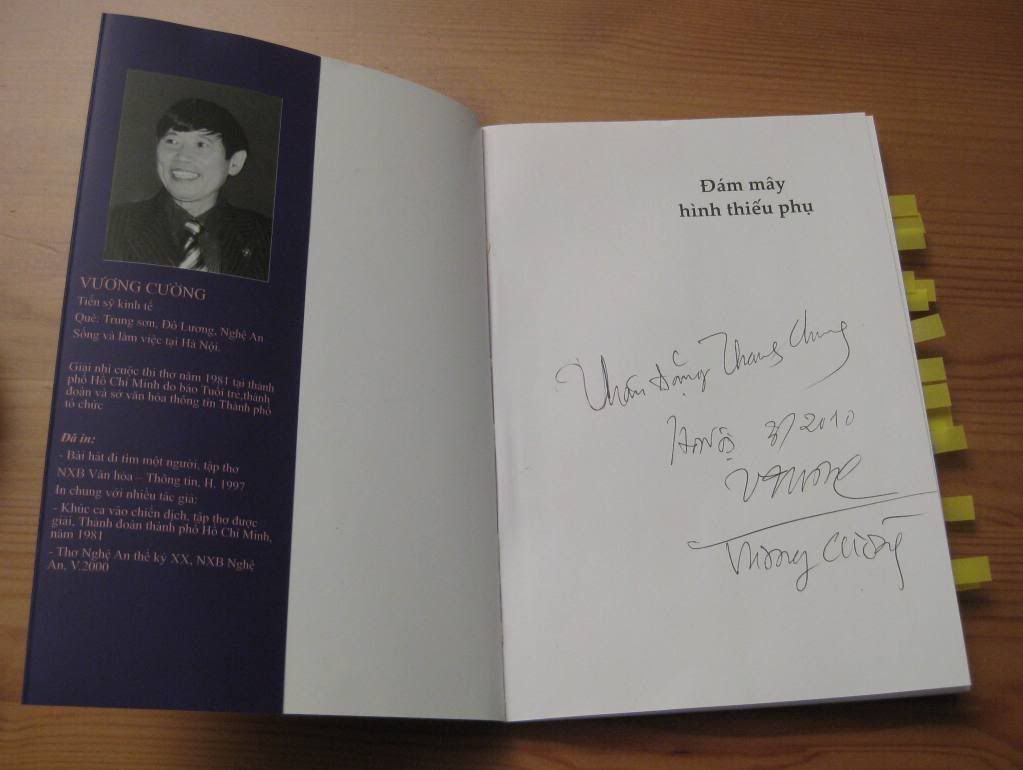 VƯƠNG CƯỜNG
Tiến sỹ kinh tế
Quê: Trung sơn, Đô Lương, Nghệ An
Sống và làm việc tại Hà Nội.
Giải nhì cuộc thi thơ năm 1981 tại thành
phố Hồ Chí Minh do báo Tuổi trẻ,thành
đoàn và sở văn hóa thông tin Thành phố
tổ chức
Đã in:
- Bài hát đi tìm một người, tập thơ
NXB Văn hóa – Thông tin, H. 1997
In chung với nhiều tác giả:
- Khúc ca vào chiến dịch, tập thơ được
giải, Thành đoàn thành phố Hồ Chí Minh,
năm 1981
- Thơ Nghệ An thế kỷ XX, NXB Nghệ
An, V.2000
Đám mây
hình thiếu phụ
Thân tặng
3/2010
Vương Cường